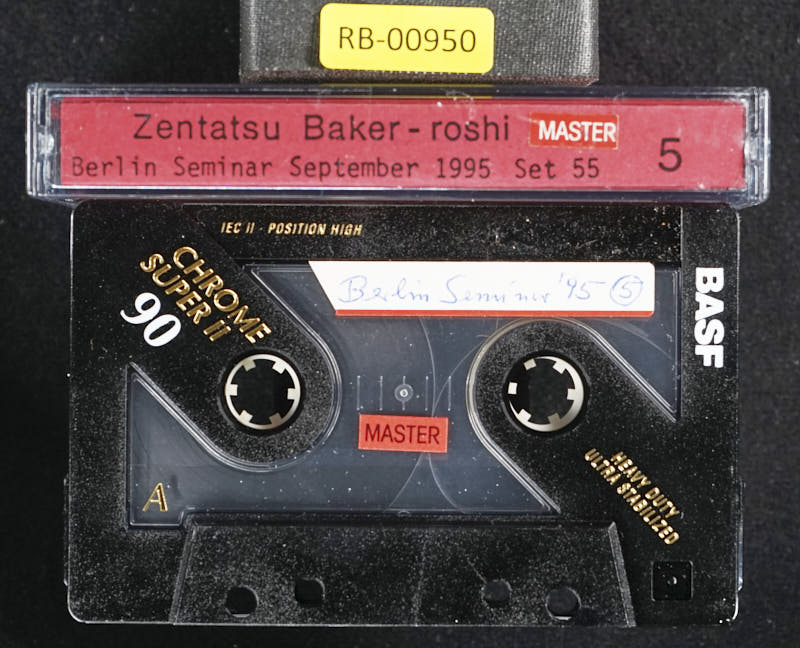 RB-00950
Zentatsu Baker-roshi MASTER
Berlin Seminar September 1995 Set 55 5
IEC II · POSITION HIGH
CHROME
SUPER II
90
Berlin Seminar '95 5
BASF
MASTER
HEAVY DUTY
ULTRA STABILIZED
A